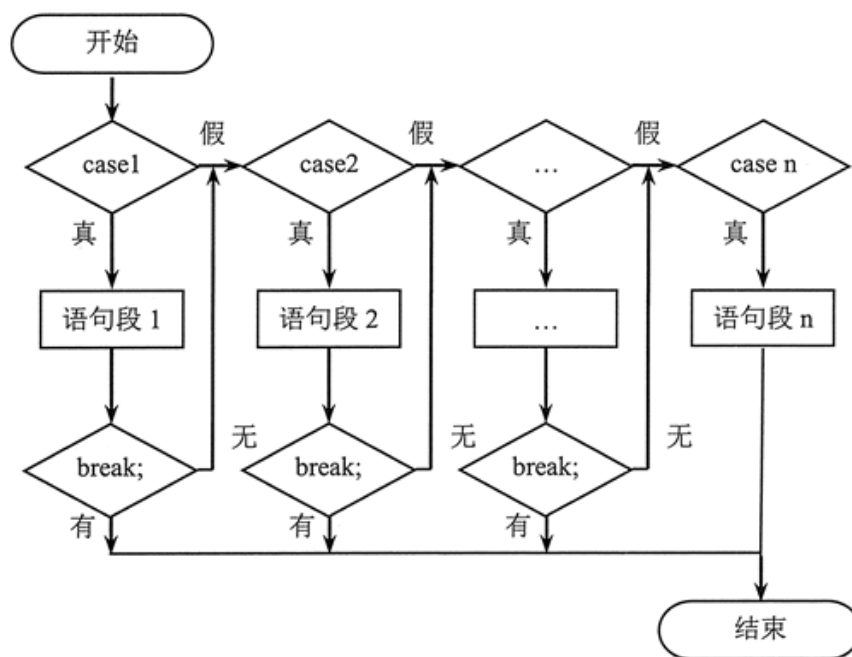 开始
假
假
假
case1
case2
…
case n
真
真
真
真
语句段 1
语句段 2
…
语句段 n
无
无
无
break;
break;
break;
有
有
有
结束